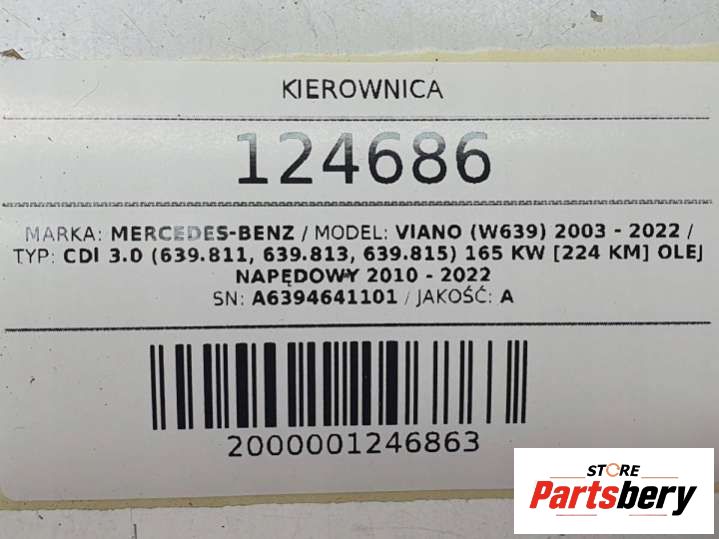 KIEROWNICA
124686
MARKA: MERCEDES-BENZ / MODEL: VIANO (W639) 2003 - 2022 /
TYP: CDI 3.0 (639.811, 639.813, 639.815) 165 KW [224 KM] OLEJ
NAPĘDOWY 2010 - 2022
SN: A6394641101 / JAKOŚĆ: A
2000001246863
STORE
Partsbery